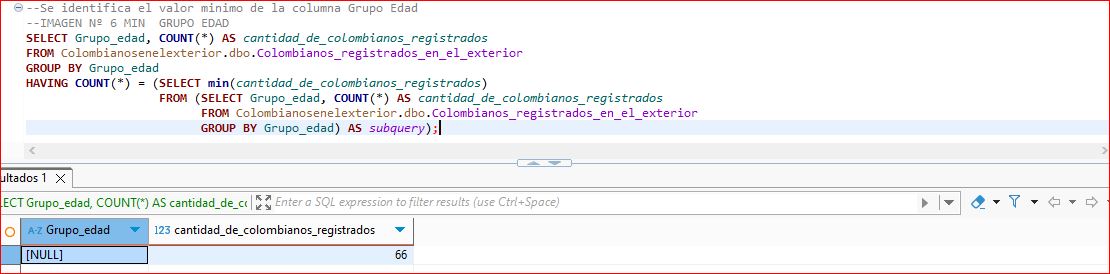 --Se identifica el valor minimo de la columna Grupo Edad
--IMAGEN Nº 6 MIN  GRUPO EDAD
SELECT Grupo_edad, COUNT(*) AS cantidad_de_colombianos_registrados
FROM Colombianosenelexterior.dbo.Colombianos_registrados_en_el_exterior
GROUP BY Grupo_edad
HAVING COUNT(*) = (SELECT min(cantidad_de_colombianos_registrados)
FROM (SELECT Grupo_edad, COUNT(*) AS cantidad_de_colombianos_registrados
FROM Colombianosenelexterior.dbo.Colombianos_registrados_en_el_exterior
GROUP BY Grupo_edad) AS subquery);
ultados 1
LECT Grupo_edad, COUNT(*) AS cantidad_de_cc Enter a SQL expression to filter results (use Ctrl+Space)
A-Z Grupo_edad 123 cantidad_de_colombianos_registrados
[NULL] 66